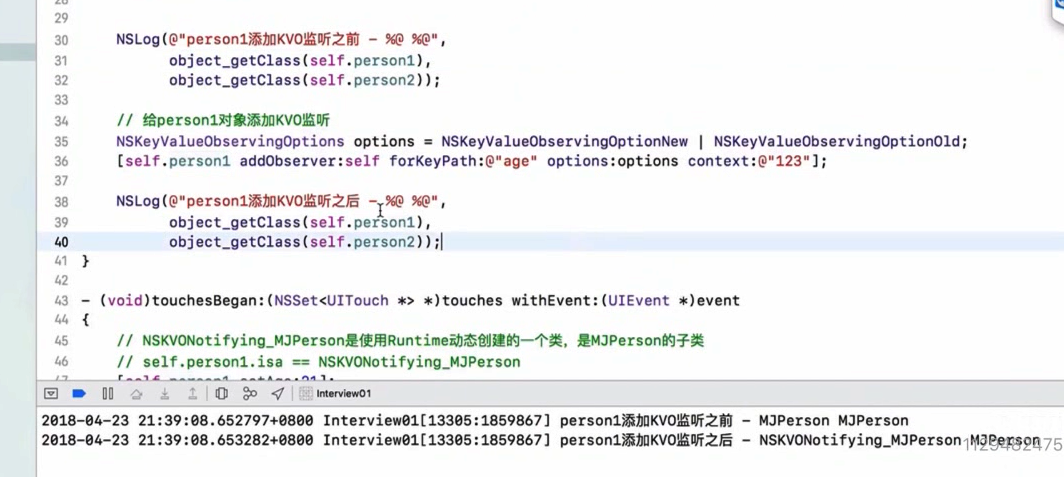 29
30 NSLog(@"person1添加KVO监听之前 - %@ %@",
31 object_getClass(self.person1),
32 object_getClass(self.person2));
33
34 // 给person1对象添加KVO监听
35 NSKeyValueObservingOptions options = NSKeyValueObservingOptionNew | NSKeyValueObservingOptionOld;
36 [self.person1 addObserver:self forKeyPath:@"age" options:options context:@"123"];
37
38 NSLog(@"person1添加KVO监听之后 - %@ %@",
39 object_getClass(self.person1),
40 object_getClass(self.person2));
41 }
42
43 - (void)touchesBegan:(NSSet<UITouch *> *)touches withEvent:(UIEvent *)event
44 {
45 // NSKVONotifying_MJPerson是使用Runtime动态创建的一个类，是MJPerson的子类
46 // self.person1.isa == NSKVONotifying_MJPerson
Interview01
2018-04-23 21:39:08.652797+0800 Interview01[13305:1859867] person1添加KVO监听之前 - MJPerson MJPerson
2018-04-23 21:39:08.653282+0800 Interview01[13305:1859867] person1添加KVO监听之后 - NSKVONotifying_MJPerson MJPerson